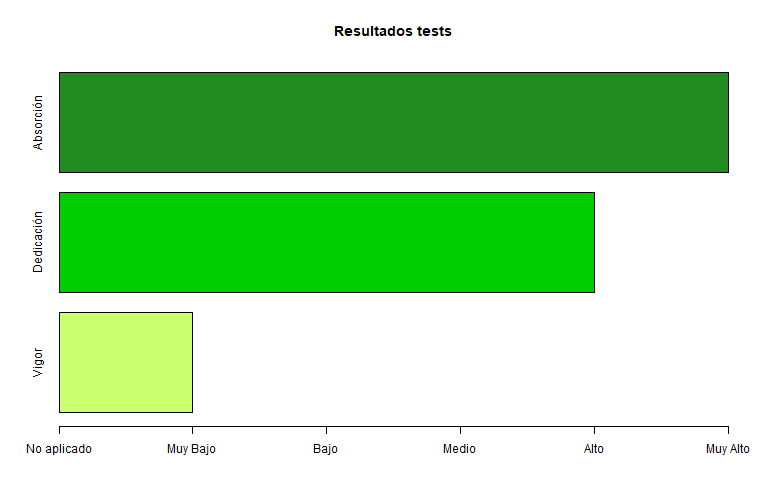 Resultados tests
Absorción
Dedicación
Vigor
No aplicado
Muy Bajo
Bajo
Medio
Alto
Muy Alto